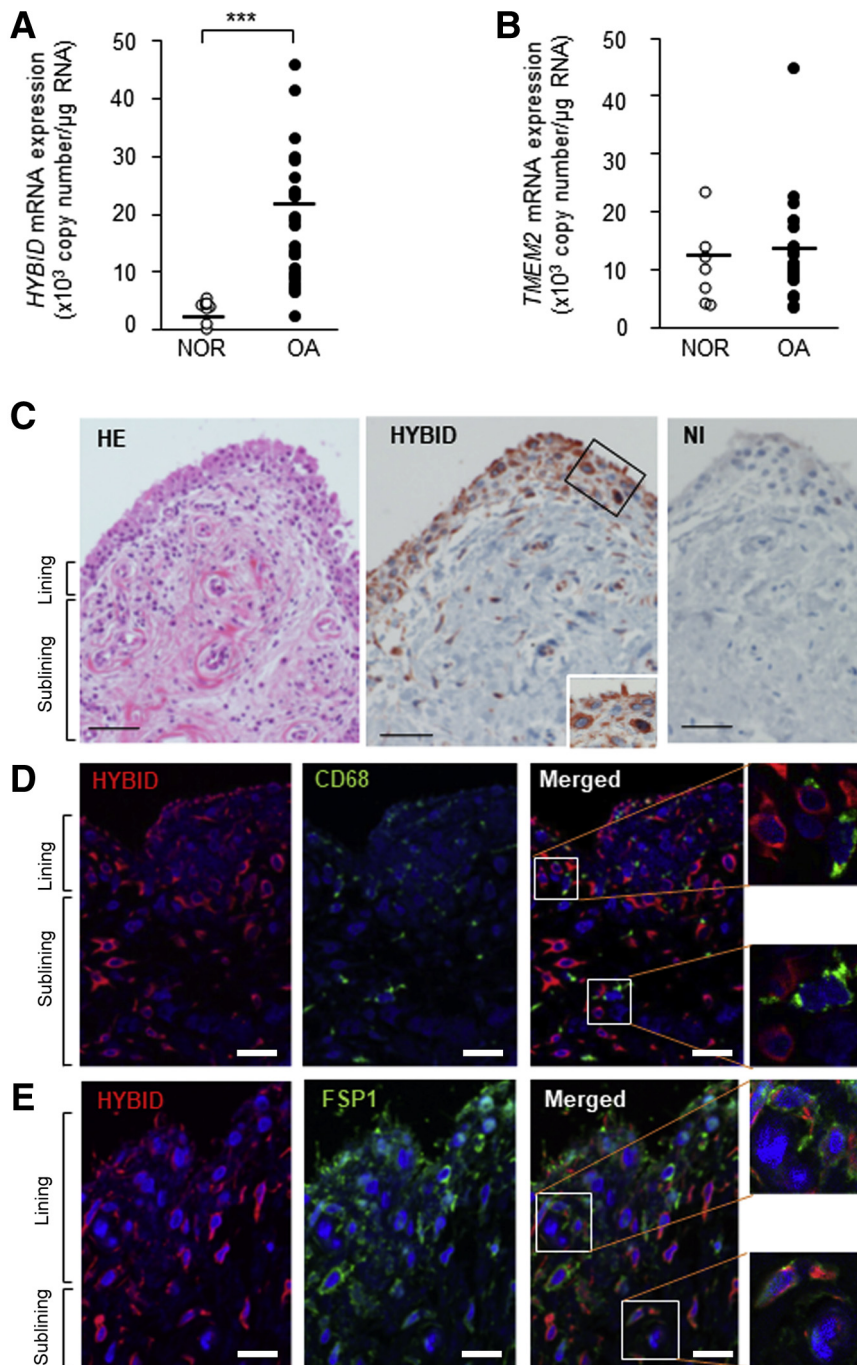 A
HYBID mRNA expression
(x10³ copy number/µg RNA)
50
40
30
20
10
0
***
NOR OA
B
TMEM2 mRNA expression
(x10³ copy number/µg RNA)
50
40
30
20
10
0
NOR OA
C
HE
HYBID
NI
Lining
Sublining
D
HYBID
CD68
Merged
Lining
Sublining
E
HYBID
FSP1
Merged
Lining
Sublining